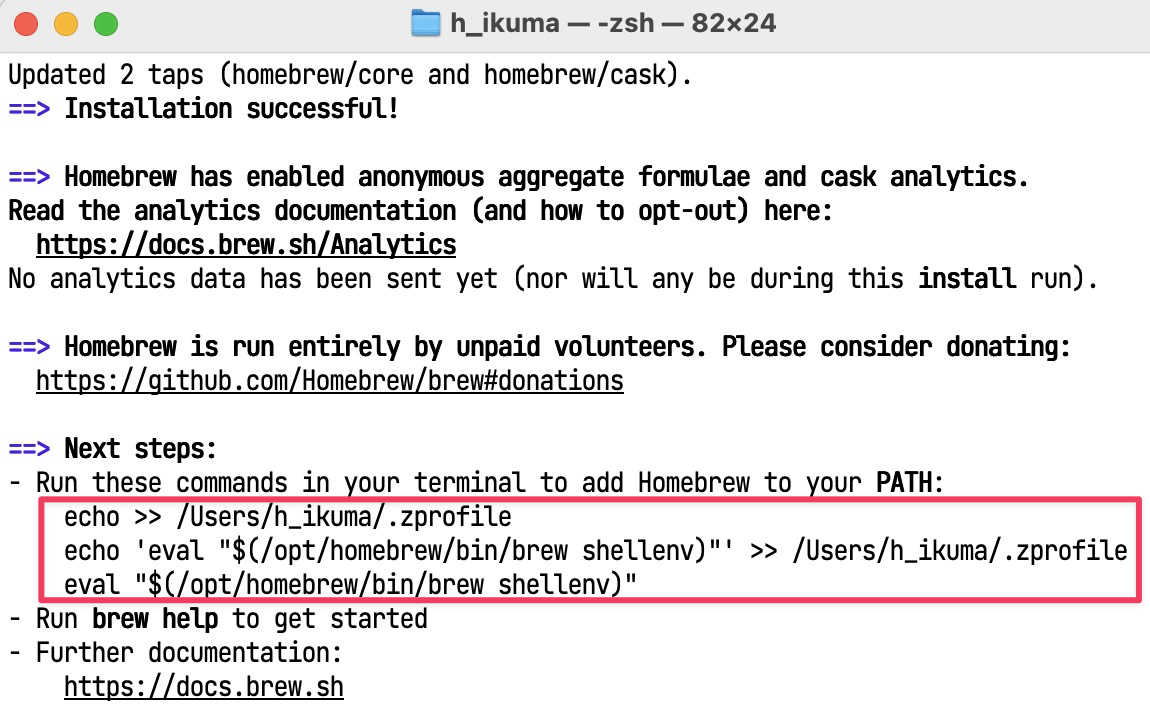 h_ikuma — -zsh — 82×24
Updated 2 taps (homebrew/core and homebrew/cask).
==> Installation successful!
==> Homebrew has enabled anonymous aggregate formulae and cask analytics.
Read the analytics documentation (and how to opt-out) here:
https://docs.brew.sh/Analytics
No analytics data has been sent yet (nor will any be during this install run).
==> Homebrew is run entirely by unpaid volunteers. Please consider donating:
https://github.com/Homebrew/brew#donations
==> Next steps:
- Run these commands in your terminal to add Homebrew to your PATH:
echo >> /Users/h_ikuma/.zprofile
echo 'eval "$(/opt/homebrew/bin/brew shellenv)"' >> /Users/h_ikuma/.zprofile
eval "$(/opt/homebrew/bin/brew shellenv)"
- Run brew help to get started
- Further documentation:
https://docs.brew.sh